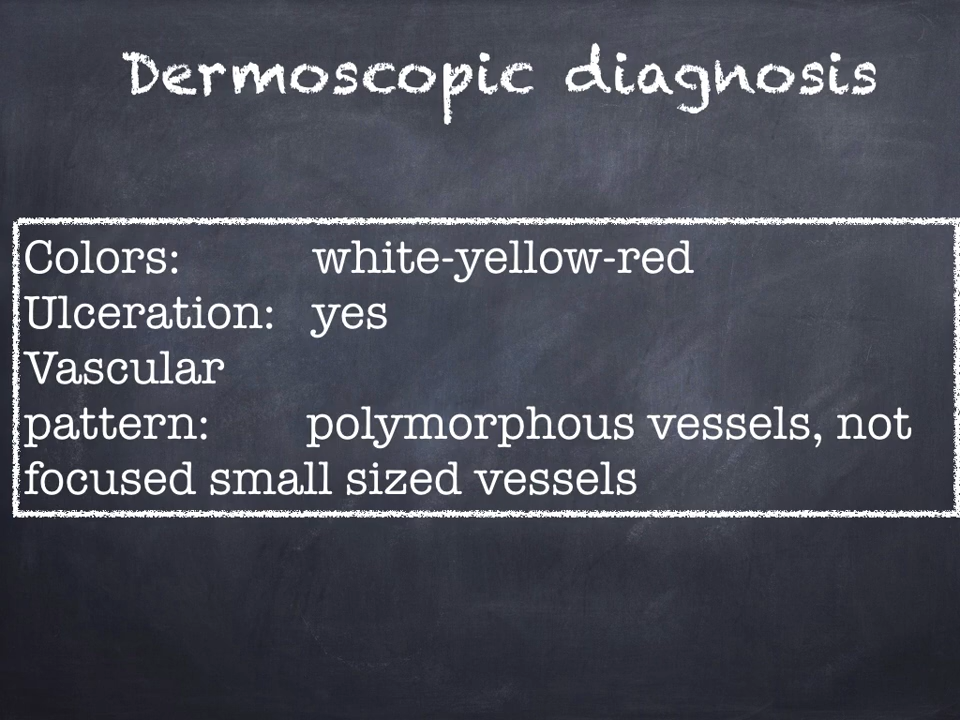 Dermoscopic diagnosis
Colors: white-yellow-red
Ulceration: yes
Vascular
pattern: polymorphous vessels, not
focused small sized vessels